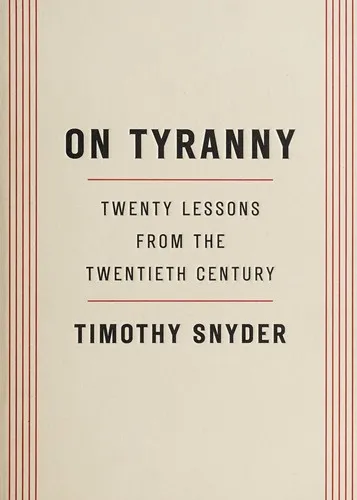 ON TYRANNY
TWENTY LESSONS
FROM THE
TWENTIETH CENTURY
TIMOTHY SNYDER